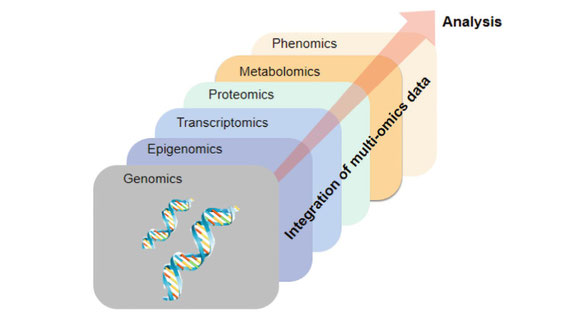 Analysis
Phenomics
Metabolomics
Proteomics
Transcriptomics
Epigenomics
Genomics
Integration of multi-omics data